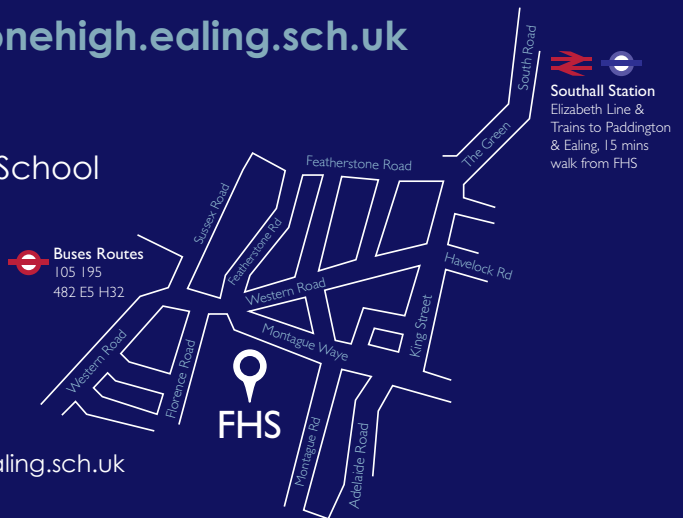 onehigh.ealing.sch.uk
South Road
Southall Station
Elizabeth Line &
Trains to Paddington
& Ealing, 15 mins
walk from FHS
The Green
School
Featherstone Road
Sussex Road
Featherstone Rd
Buses Routes
105 195
482 E5 H32
Havelock Rd
Western Road
King Street
Montague Waye
Western Road
Florence Road
FHS
Montague Rd
Adelaide Road
aling.sch.uk